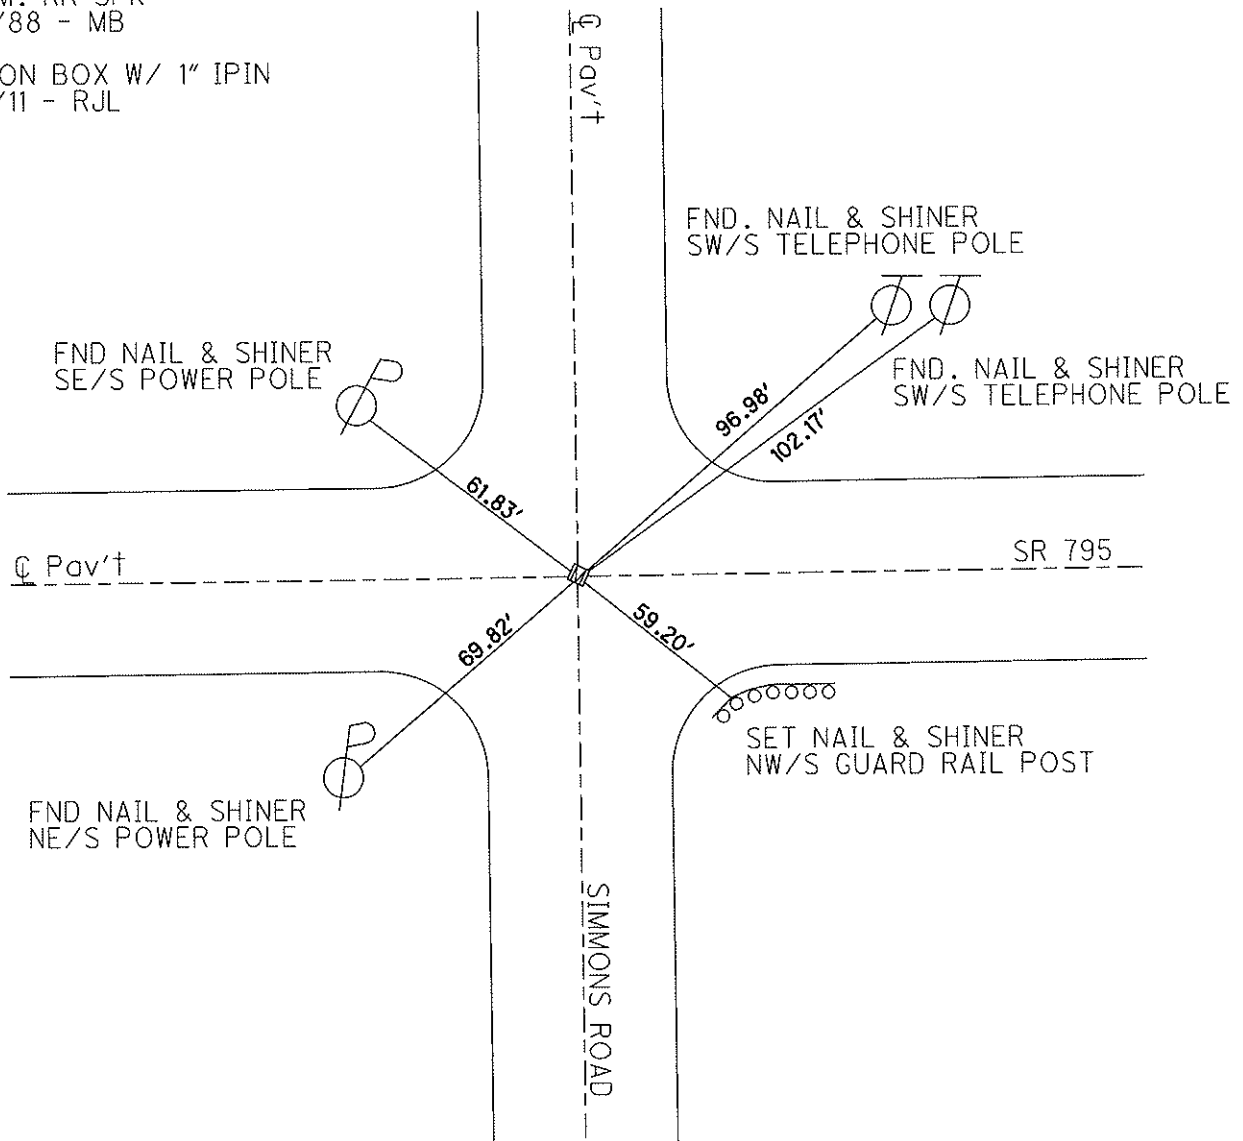 /88 - MB
ON BOX W/ 1" IPIN
/11 - RJL
℄ Pav't
FND. NAIL & SHINER
SW/S TELEPHONE POLE
FND NAIL & SHINER
SE/S POWER POLE
FND. NAIL & SHINER
SW/S TELEPHONE POLE
96.98'
102.17'
61.83'
℄ Pav't
SR 795
69.82'
59.20'
M
SET NAIL & SHINER
NW/S GUARD RAIL POST
FND NAIL & SHINER
NE/S POWER POLE
SIMMONS ROAD